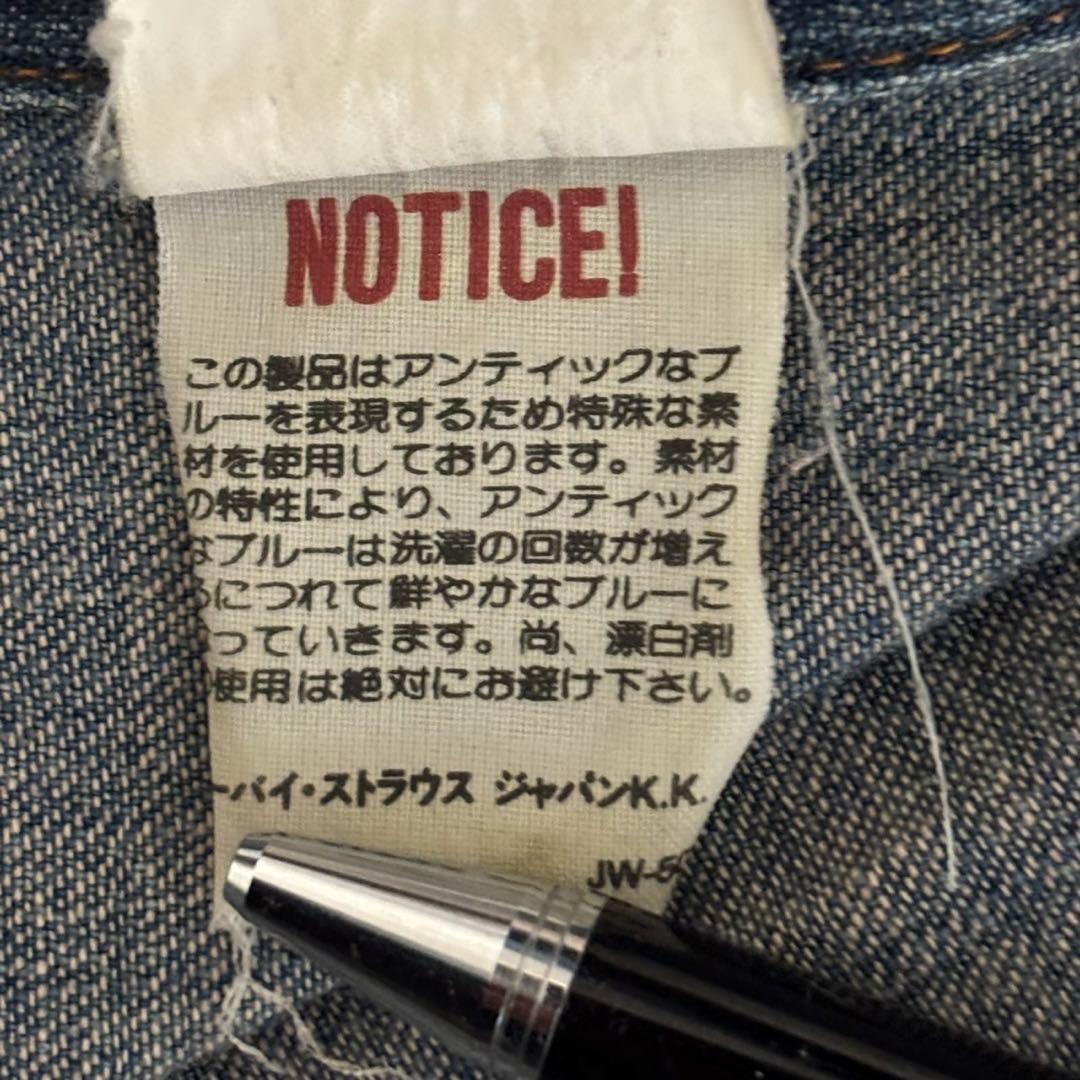 NOTICE!
この製品はアンティックなブ
ルーを表現するため特殊な素
材を使用しております。素材
の特性により、アンティック
なブルーは洗濯の回数が増え
るにつれて鮮やかなブルーに
っていきます。尚、漂白剤
使用は絶対にお避け下さい。
ーバイ・ストラウス ジャパンK.K.
JW-5